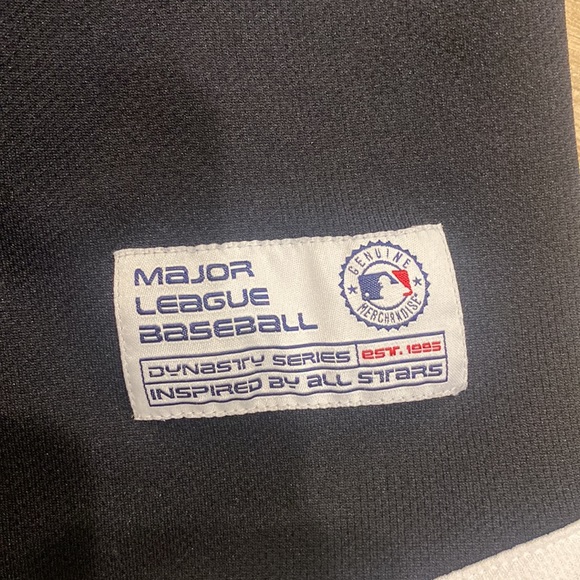 MAJOR
LEAGUE
BASEBALL
GENUINE
MERCHANDISE
DYNASTY SERIES est. 1995
INSPIRED BY ALL STARS